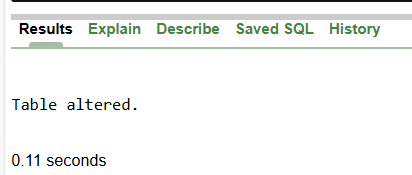 Results Explain Describe Saved SQL History
Table altered.
0.11 seconds